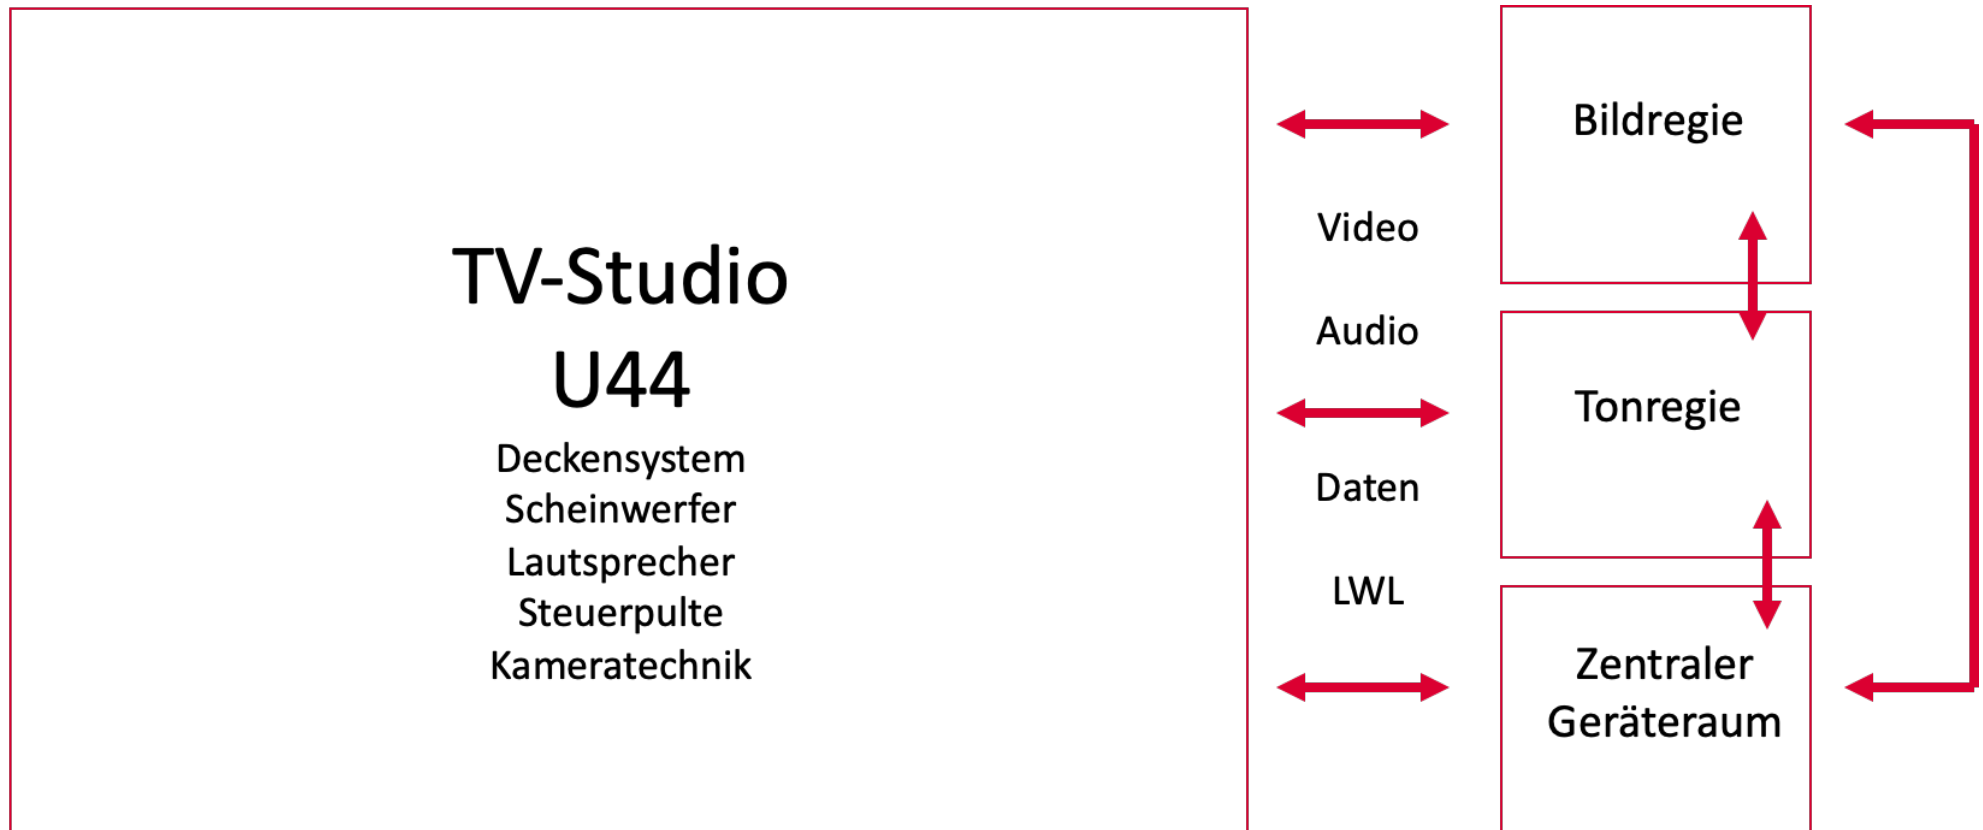 TV-Studio
U44
Deckensystem
Scheinwerfer
Lautsprecher
Steuerpulte
Kameratechnik
Video
Audio
Daten
LWL
Bildregie
Tonregie
Zentraler
Geräteraum